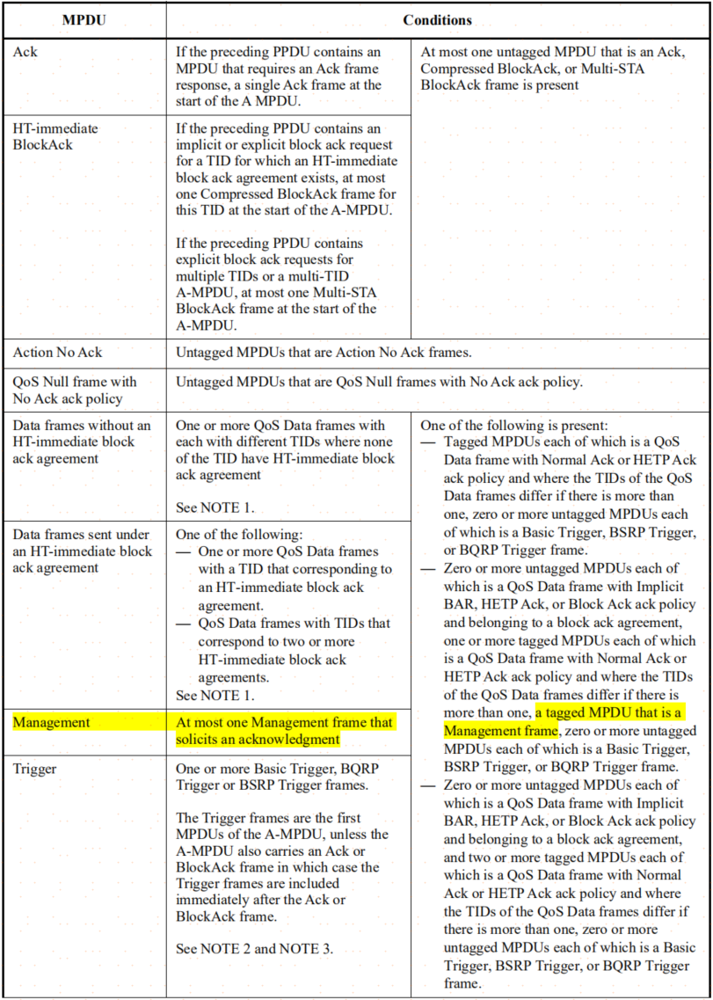 MPDU
Conditions
Ack
If the preceding PPDU contains an
MPDU that requires an Ack frame
response, a single Ack frame at the
start of the A MPDU.
At most one untagged MPDU that is an Ack,
Compressed BlockAck, or Multi-STA
BlockAck frame is present
HT-immediate
BlockAck
If the preceding PPDU contains an
implicit or explicit block ack request
for a TID for which an HT-immediate
block ack agreement exists, at most
one Compressed BlockAck frame for
this TID at the start of the A-MPDU.
If the preceding PPDU contains
explicit block ack requests for
multiple TIDs or a multi-TID
A-MPDU, at most one Multi-STA
BlockAck frame at the start of the
A-MPDU.
Action No Ack
Untagged MPDUs that are Action No Ack frames.
QoS Null frame with
No Ack ack policy
Untagged MPDUs that are QoS Null frames with No Ack ack policy.
Data frames without an
HT-immediate block
ack agreement
One or more QoS Data frames with
each with different TIDs where none
of the TID have HT-immediate block
ack agreement
See NOTE 1.
One of the following is present:
— Tagged MPDUs each of which is a QoS
Data frame with Normal Ack or HETP Ack
ack policy and where the TIDs of the QoS
Data frames differ if there is more than
one, zero or more untagged MPDUs each
of which is a Basic Trigger, BSRP Trigger,
or BQRP Trigger frame.
— Zero or more untagged MPDUs each of
which is a QoS Data frame with Implicit
BAR, HETP Ack, or Block Ack ack policy
and belonging to a block ack agreement,
one or more tagged MPDUs each of which
is a QoS Data frame with Normal Ack or
HETP Ack ack policy and where the TIDs
of the QoS Data frames differ if there is
more than one, a tagged MPDU that is a
Management frame, zero or more untagged
MPDUs each of which is a Basic Trigger,
BSRP Trigger, or BQRP Trigger frame.
— Zero or more untagged MPDUs each of
which is a QoS Data frame with Implicit
BAR, HETP Ack, or Block Ack ack policy
and belonging to a block ack agreement,
and two or more tagged MPDUs each of
which is a QoS Data frame with Normal
Ack or HETP Ack ack policy and where
the TIDs of the QoS Data frames differ if
there is more than one, zero or more
untagged MPDUs each of which is a Basic
Trigger, BSRP Trigger, or BQRP Trigger
frame.
Data frames sent under
an HT-immediate block
ack agreement
One of the following:
— One or more QoS Data frames
with a TID that corresponding to
an HT-immediate block ack
agreement.
— QoS Data frames with TIDs that
correspond to two or more
HT-immediate block ack
agreements.
See NOTE 1.
Management
At most one Management frame that
solicits an acknowledgment
Trigger
One or more Basic Trigger, BQRP
Trigger or BSRP Trigger frames.
The Trigger frames are the first
MPDUs of the A-MPDU, unless the
A-MPDU also carries an Ack or
BlockAck frame in which case the
Trigger frames are included
immediately after the Ack or
BlockAck frame.
See NOTE 2 and NOTE 3.